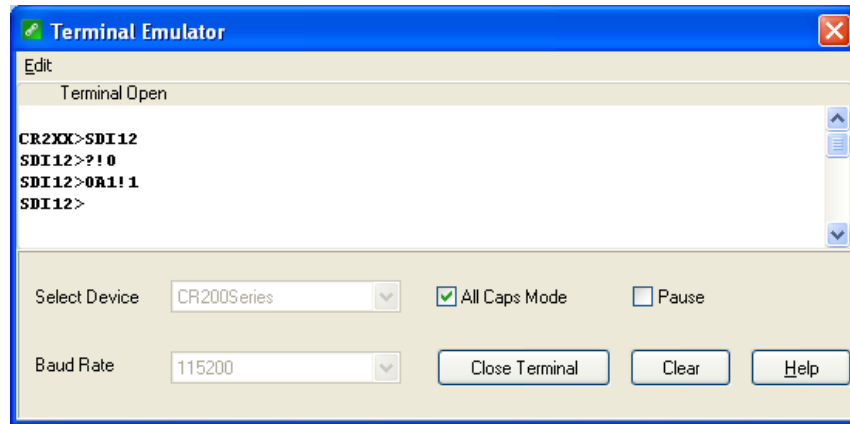 Terminal Emulator
Edit
Terminal Open
CR2XX>SDI12
SDI12>?!0
SDI12>0A1!1
SDI12>
Select Device CR200Series All Caps Mode Pause
Baud Rate 115200 Close Terminal Clear Help